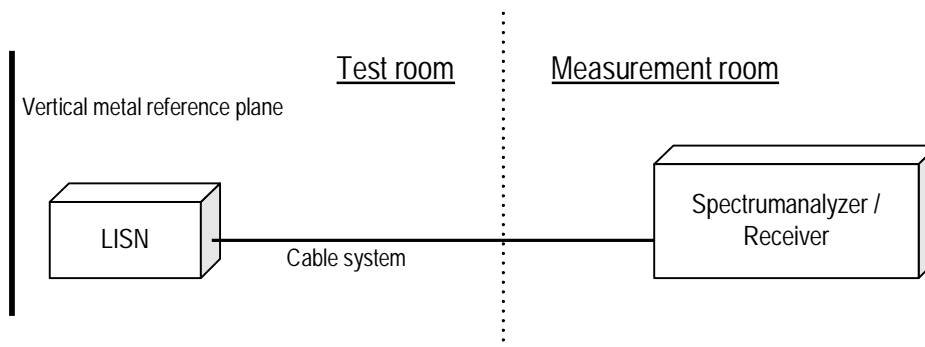 Test room
Measurement room
Vertical metal reference plane
LISN
Cable system
Spectrumanalyzer /
Receiver